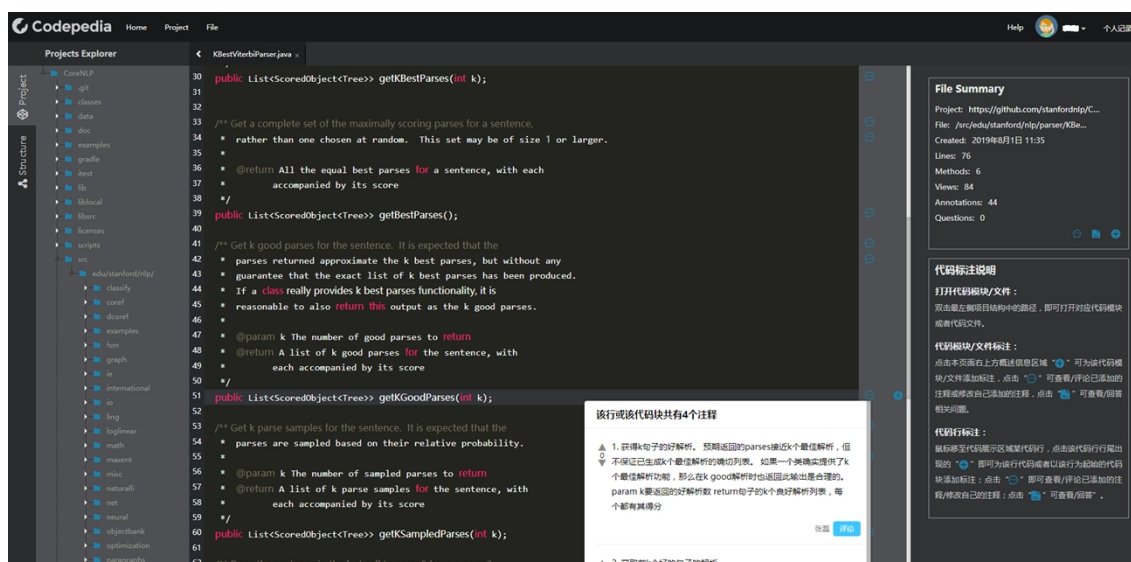 Codepedia Home Project File Help 个人记录
Projects Explorer
KBestViterbiParser.java ×
Project
Structure
CoreNLP
.git
classes
data
doc
examples
gradle
itest
lib
liblocal
libsrc
licenses
scripts
src
edu/stanford/nlp/
classify
coref
dcoref
examples
fsm
graph
ie
international
io
ling
loglinear
math
maxent
misc
naturalli
net
neural
objectbank
optimization
paragraphs
30 public List<ScoredObject<Tree>> getKBestParses(int k);
31
32
33 /** Get a complete set of the maximally scoring parses for a sentence,
34 * rather than one chosen at random. This set may be of size 1 or larger.
35 *
36 * @return All the equal best parses for a sentence, with each
37 * accompanied by its score
38 */
39 public List<ScoredObject<Tree>> getBestParses();
40
41 /** Get k good parses for the sentence. It is expected that the
42 * parses returned approximate the k best parses, but without any
43 * guarantee that the exact list of k best parses has been produced.
44 * If a class really provides k best parses functionality, it is
45 * reasonable to also return this output as the k good parses.
46 *
47 * @param k The number of good parses to return
48 * @return A list of k good parses for the sentence, with
49 * each accompanied by its score
50 */
51 public List<ScoredObject<Tree>> getKGoodParses(int k);
52
53 /** Get k parse samples for the sentence. It is expected that the
54 * parses are sampled based on their relative probability.
55 *
56 * @param k The number of sampled parses to return
57 * @return A list of k parse samples for the sentence, with
58 * each accompanied by its score
59 */
60 public List<ScoredObject<Tree>> getKSampledParses(int k);
61
该行或该代码块共有4个注释
1. 获得k句子的好解析。 预期返回的parses接近k个最佳解析，但
0
不保证已生成k个最佳解析的确切列表。 如果一个类确实提供了k
个最佳解析功能，那么在k good解析时也返回此输出是合理的。
param k要返回的好解析数 return句子的k个良好解析列表，每
个都有其得分
张磊 评论
File Summary
Project: https://github.com/stanfordnlp/C...
File: /src/edu/stanford/nlp/parser/KBe...
Created: 2019年8月1日 11:35
Lines: 76
Methods: 6
Views: 84
Annotations: 44
Questions: 0
代码标注说明
打开代码模块/文件：
双击最左侧项目结构中的路径，即可打开对应代码模块
或者代码文件。
代码模块/文件标注：
点击本页面右上方概述信息区域 "" 可为该代码模
块/文件添加标注，点击 "" 可查看/评论已添加的
注释或修改自己添加的注释，点击 "" 可查看/回答
相关问题。
代码行标注：
鼠标移至代码展示区域某代码行，点击该代码行行尾出
现的 "" 即可为该行代码或者以该行为起始的代码
块添加标注；点击 "" 即可查看/评论已添加的注
释/修改自己的注释；点击 "" 可查看/回答"。